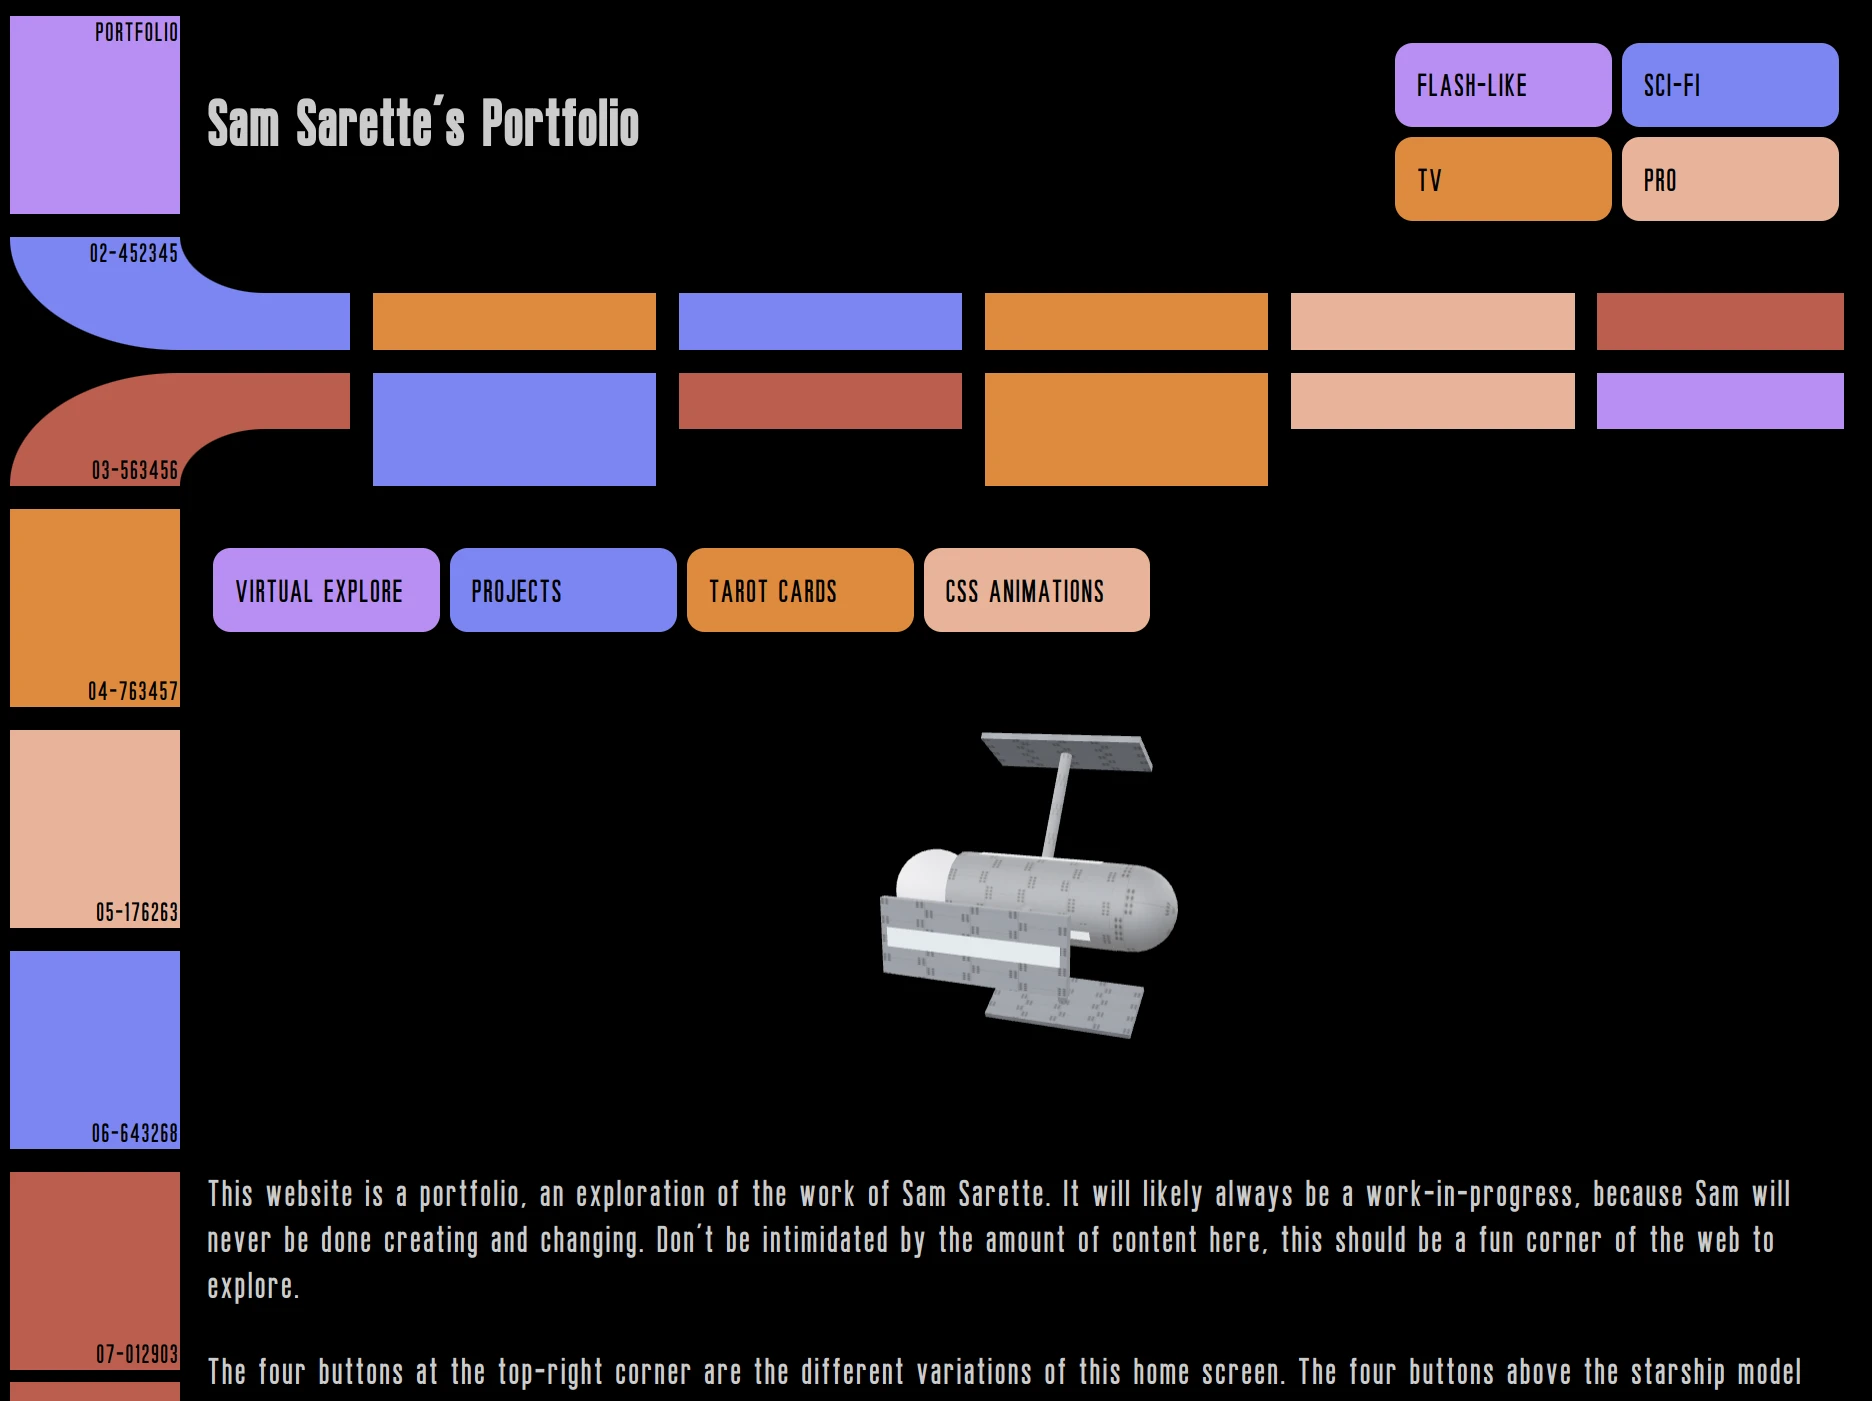 PORTFOLIO
Sam Sarette's Portfolio
FLASH-LIKE
SCI-FI
TV
PRO
02-452345
03-563456
VIRTUAL EXPLORE
PROJECTS
TAROT CARDS
CSS ANIMATIONS
04-763457
05-176263
06-643268
This website is a portfolio, an exploration of the work of Sam Sarette. It will likely always be a work-in-progress, because Sam will
never be done creating and changing. Don't be intimidated by the amount of content here, this should be a fun corner of the web to
explore.
07-012903
The four buttons at the top-right corner are the different variations of this home screen. The four buttons above the starship model